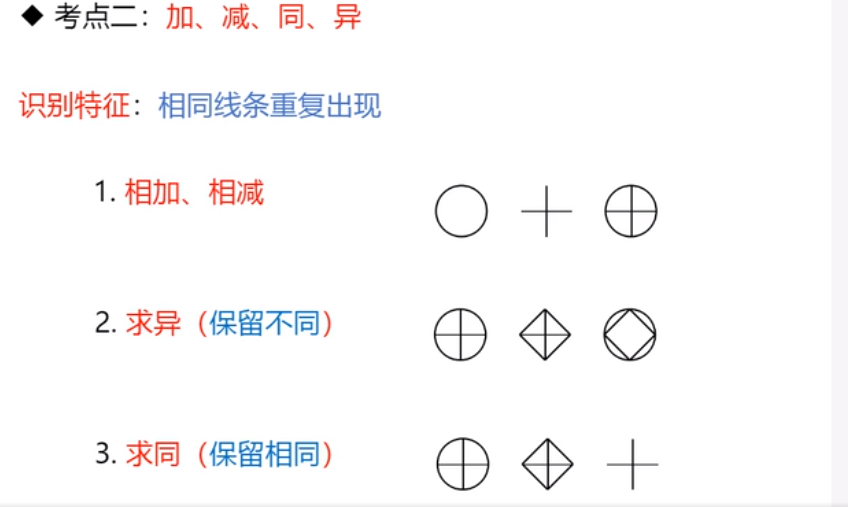 ◆ 考点二：加、减、同、异
识别特征：相同线条重复出现
1. 相加、相减
2. 求异（保留不同）
3. 求同（保留相同）